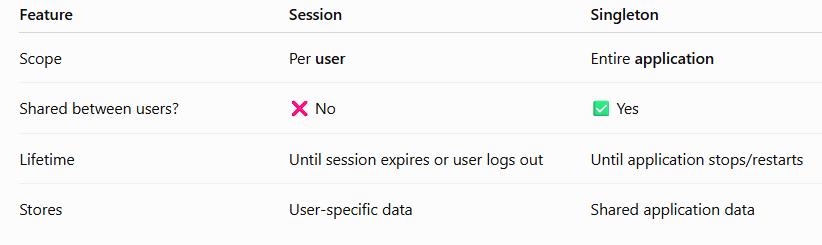 Feature Session Singleton
Scope Per user Entire application
Shared between users? ❌ No ✅ Yes
Lifetime Until session expires or user logs out Until application stops/restarts
Stores User-specific data Shared application data